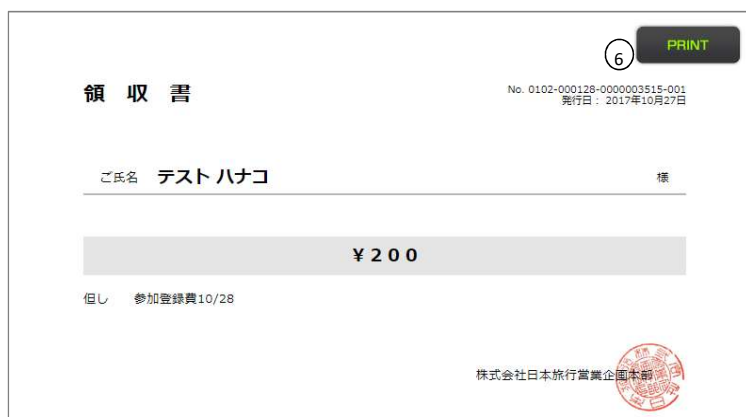 PRINT
6
領 収 書
No. 0102-000128-0000003515-001
発行日： 2017年10月27日
ご氏名 テスト ハナコ 様
¥200
但し 参加登録費10/28
株式会社日本旅行営業企画本部